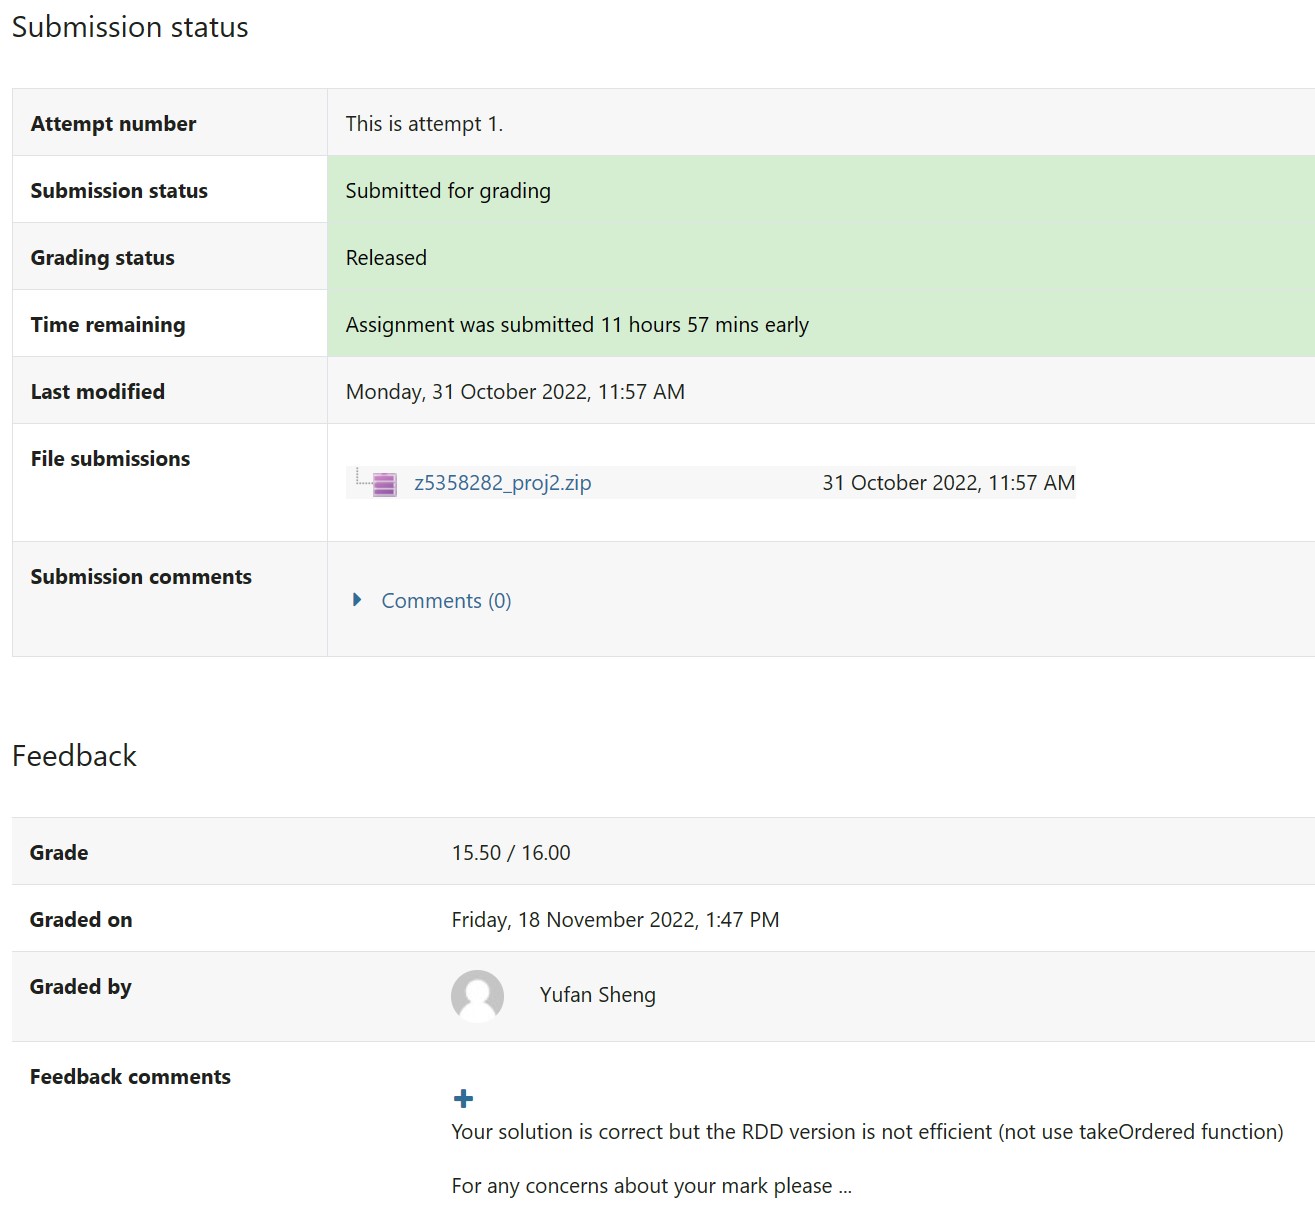 Submission status
Attempt number This is attempt 1.
Submission status Submitted for grading
Grading status Released
Time remaining Assignment was submitted 11 hours 57 mins early
Last modified Monday, 31 October 2022, 11:57 AM
File submissions
z5358282_proj2.zip 31 October 2022, 11:57 AM
Submission comments
Comments (0)
Feedback
Grade 15.50 / 16.00
Graded on Friday, 18 November 2022, 1:47 PM
Graded by Yufan Sheng
Feedback comments
Your solution is correct but the RDD version is not efficient (not use takeOrdered function)
For any concerns about your mark please ...